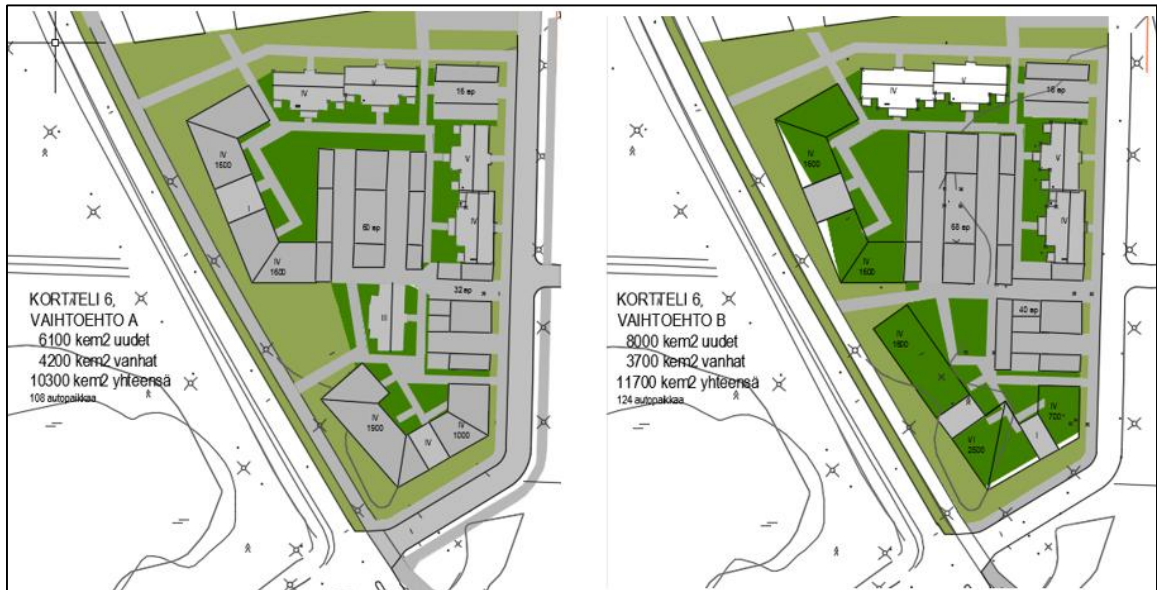 IV
V
16 ap
IV
1600
I
V
60 ap
IV
IV
1600
32 ap
III
KORTTELI 6,
VAIHTOEHTO A
6100 kem2 uudet
4200 kem2 vanhat
10300 kem2 yhteensä
108 autopaikkaa
IV
1900
IV
IV
1000
IV
V
16 ap
IV
1600
V
68 ap
IV
IV
1600
40 ap
KORTTELI 6,
VAIHTOEHTO B
8000 kem2 uudet
3700 kem2 vanhat
11700 kem2 yhteensä
124 autopaikkaa
IV
1800
IV
700
VI
2500
I